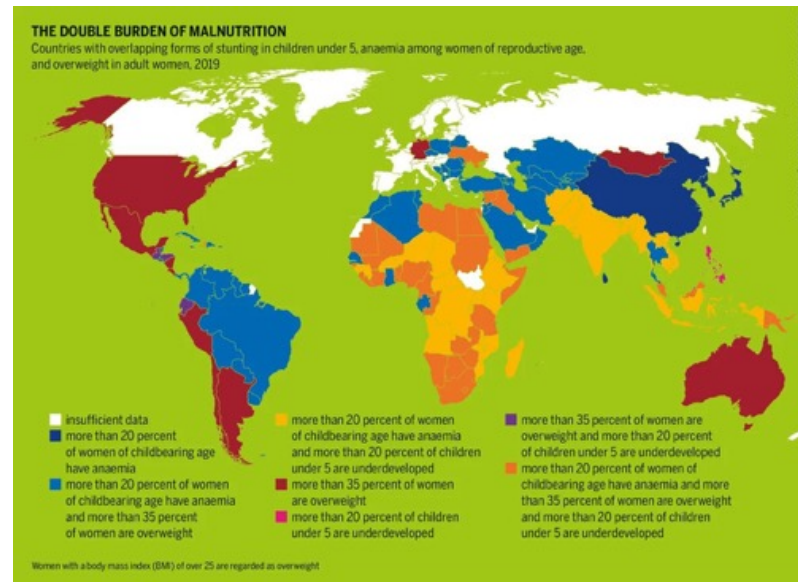 THE DOUBLE BURDEN OF MALNUTRITION
Countries with overlapping forms of stunting in children under 5, anaemia among women of reproductive age,
and overweight in adult women, 2019
insufficient data
more than 20 percent
of women of childbearing age
have anaemia
more than 20 percent of women
of childbearing age have anaemia
and more than 35 percent
of women are overweight
more than 20 percent of women
of childbearing age have anaemia
and more than 20 percent of children
under 5 are underdeveloped
more than 35 percent of women
are overweight
more than 20 percent of children
under 5 are underdeveloped
more than 35 percent of women are
overweight and more than 20 percent
of children under 5 are underdeveloped
more than 20 percent of women of
childbearing age have anaemia and more
than 35 percent of women are overweight
and more than 20 percent of children
under 5 are underdeveloped
Women with a body mass index (BMI) of over 25 are regarded as overweight